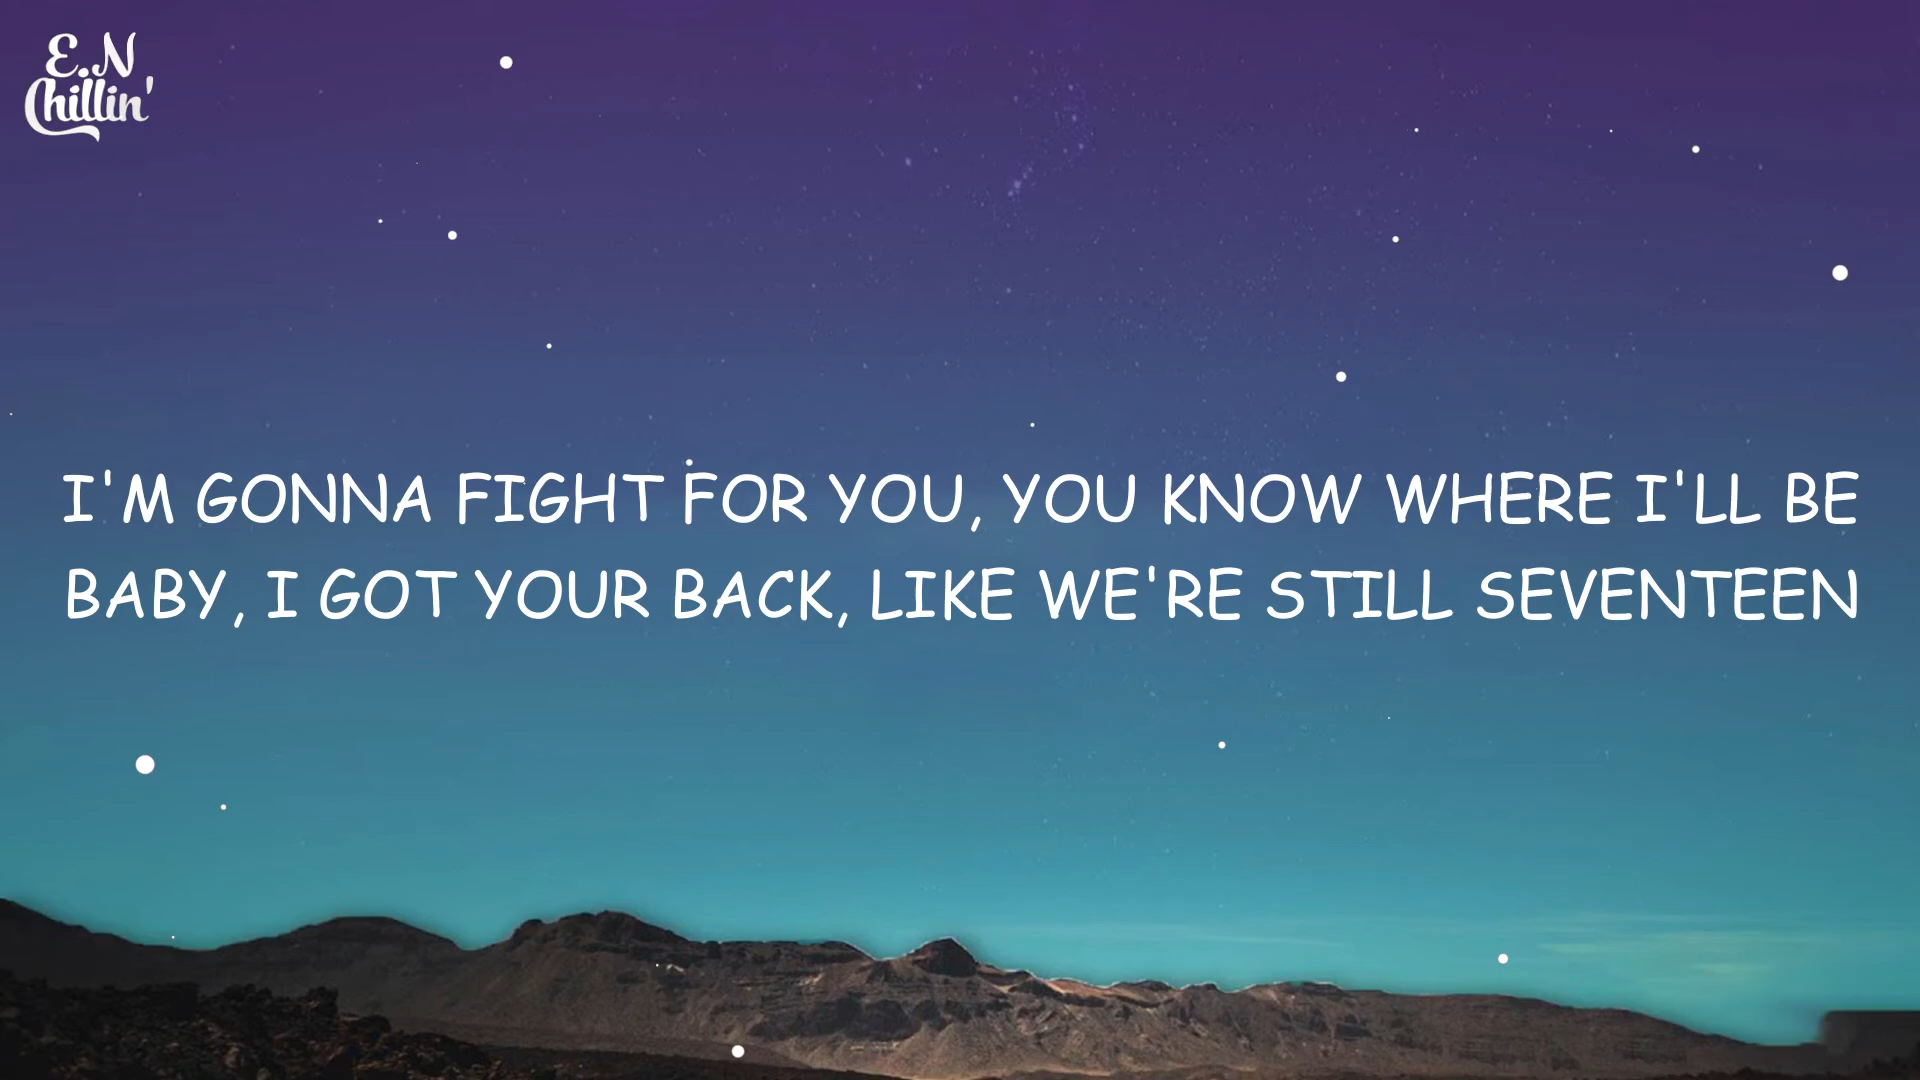 E.N
Chillin'
I'M GONNA FIGHT FOR YOU, YOU KNOW WHERE I'LL BE
BABY, I GOT YOUR BACK, LIKE WE'RE STILL SEVENTEEN